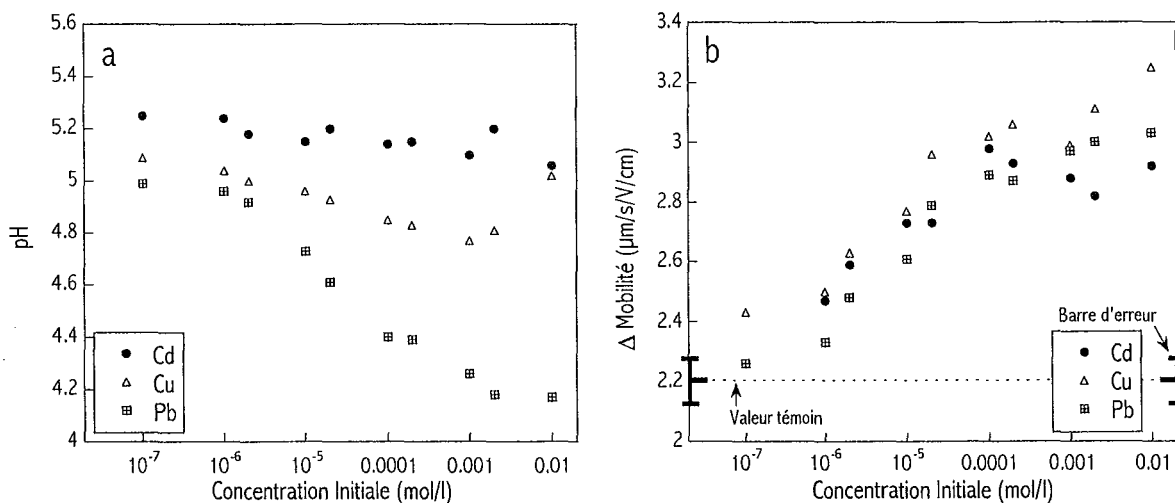 a
5.6
5.4
5.2
5
4.8
4.6
4.4
4.2
4
pH
Cd
Cu
Pb
10-7
10-6
10-5
0.0001
0.001
0.01
Concentration Initiale (mol/l)
b
3.4
3.2
3
2.8
2.6
2.4
2.2
2
Δ Mobilité (µm/s/V/cm)
Barre d'erreur
Cd
Cu
Pb
Valeur témoin
10-7
10-6
10-5
0.0001
0.001
0.01
Concentration Initiale (mol/l)